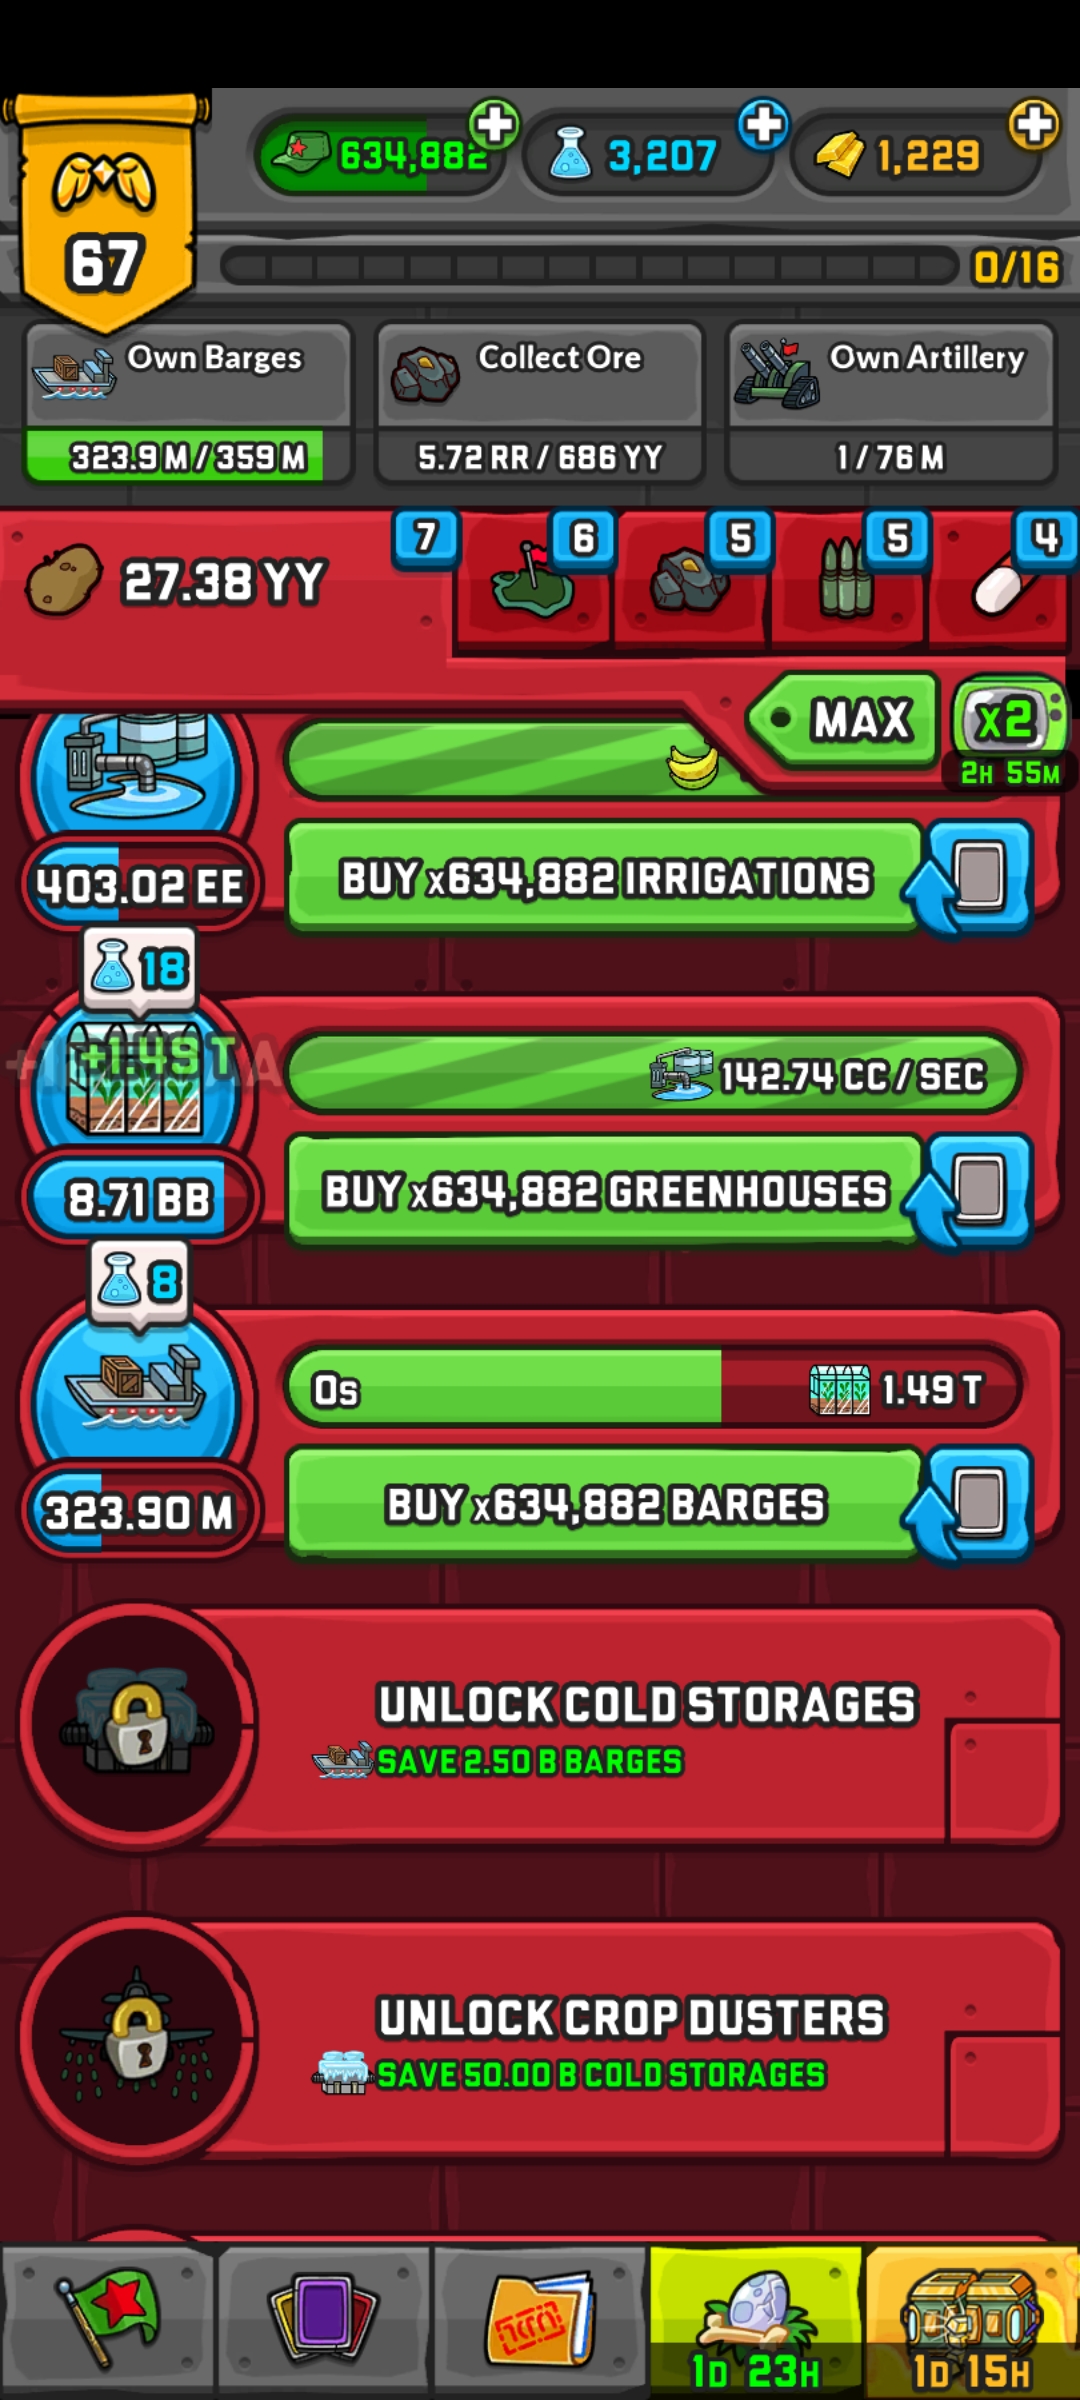 67
634,882
3,207
1,229
0/16
Own Barges
323.9 M / 359 M
Collect Ore
5.72 RR / 686 YY
Own Artillery
1 / 76 M
27.38 YY
7
6
5
5
4
MAX
x2
2H 55M
403.02 EE
BUY x634,882 IRRIGATIONS
18
+1.49 T
142.74 CC / SEC
8.71 BB
BUY x634,882 GREENHOUSES
8
0s
1.49 T
323.90 M
BUY x634,882 BARGES
UNLOCK COLD STORAGES
SAVE 2.50 B BARGES
UNLOCK CROP DUSTERS
SAVE 50.00 B COLD STORAGES
1D 23H
1D 15H